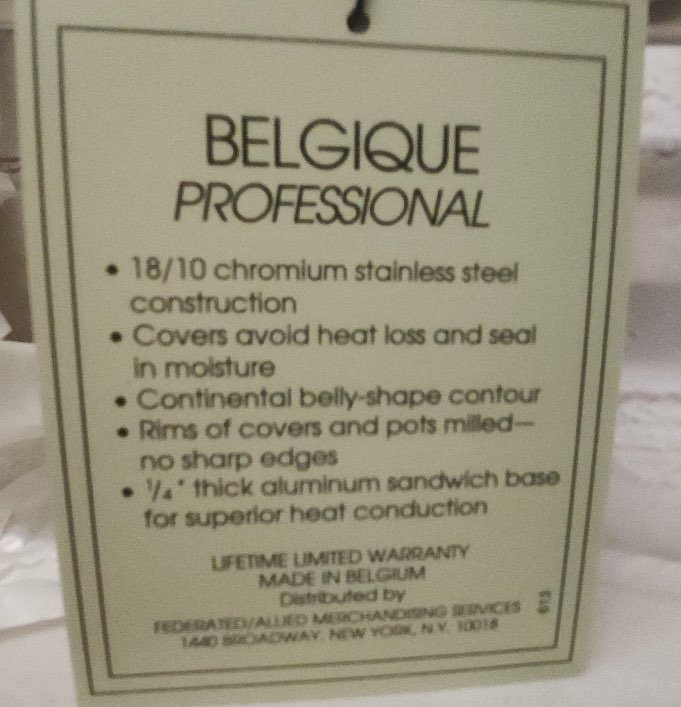 BELGIQUE
PROFESSIONAL
• 18/10 chromium stainless steel
construction
• Covers avoid heat loss and seal
in moisture
• Continental belly-shape contour
• Rims of covers and pots milled—
no sharp edges
• 1/4" thick aluminum sandwich base
for superior heat conduction
LIFETIME LIMITED WARRANTY
MADE IN BELGIUM
Distributed by
FEDERATED/ALLIED MERCHANDISING SERVICES
1440 BROADWAY, NEW YORK, N.Y. 10018